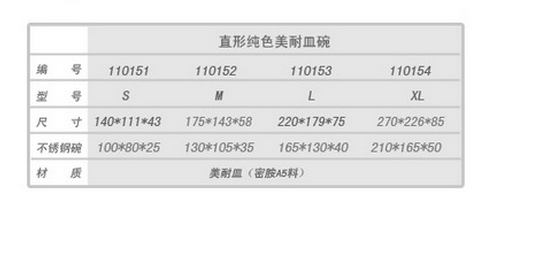 直形纯色美耐皿碗
编 号 110151 110152 110153 110154
型 号 S M L XL
尺 寸 140*111*43 175*143*58 220*179*75 270*226*85
不锈钢碗 100*80*25 130*105*35 165*130*40 210*165*50
材 质 美耐皿（密胺A5料）